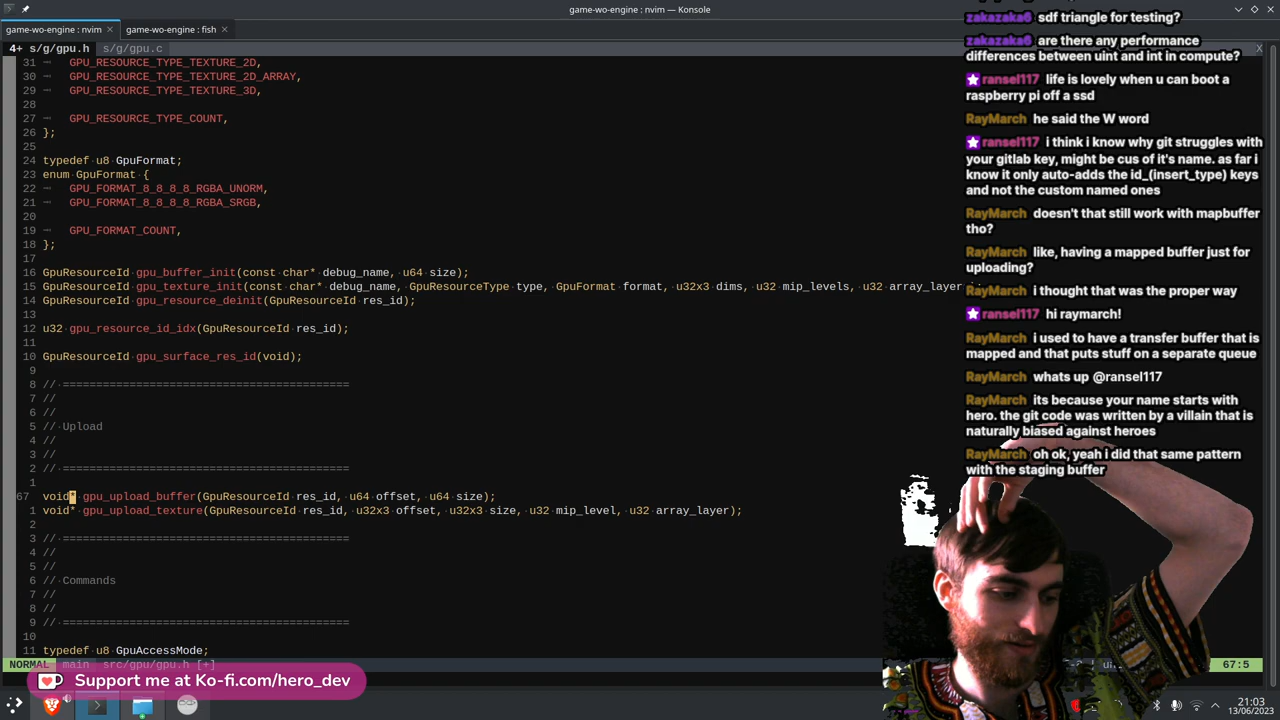 game-wo-engine : nvim — Konsole
game-wo-engine : nvim
game-wo-engine : fish
4+ s/g/gpu.h
s/g/gpu.c
X
31 GPU_RESOURCE_TYPE_TEXTURE_2D,
30 GPU_RESOURCE_TYPE_TEXTURE_2D_ARRAY,
29 GPU_RESOURCE_TYPE_TEXTURE_3D,
28
27 GPU_RESOURCE_TYPE_COUNT,
26 };
25
24 typedef u8 GpuFormat;
23 enum GpuFormat {
22 GPU_FORMAT_8_8_8_8_RGBA_UNORM,
21 GPU_FORMAT_8_8_8_8_RGBA_SRGB,
20
19 GPU_FORMAT_COUNT,
18 };
17
16 GpuResourceId gpu_buffer_init(const char* debug_name, u64 size);
15 GpuResourceId gpu_texture_init(const char* debug_name, GpuResourceType type, GpuFormat format, u32x3 dims, u32 mip_levels, u32 array_layer
14 GpuResourceId gpu_resource_deinit(GpuResourceId res_id);
13
12 u32 gpu_resource_id_idx(GpuResourceId res_id);
11
10 GpuResourceId gpu_surface_res_id(void);
9
8 // ===========================================
7 //
6 //
5 // Upload
4 //
3 //
2 // ===========================================
1
67 void* gpu_upload_buffer(GpuResourceId res_id, u64 offset, u64 size);
1 void* gpu_upload_texture(GpuResourceId res_id, u32x3 offset, u32x3 size, u32 mip_level, u32 array_layer);
2
3 // ===========================================
4 //
5 //
6 // Commands
7 //
8 //
9 // ===========================================
10
11 typedef u8 GpuAccessMode;
NORMAL main src/gpu/gpu.h [+]
67:5
zakazaka6 sdf triangle for testing?
zakazaka6 are there any performance
differences between uint and int in compute?
ransel117 life is lovely when u can boot a
raspberry pi off a ssd
RayMarch he said the W word
ransel117 i think i know why git struggles with
your gitlab key, might be cus of it's name. as far i
know it only auto-adds the id_(insert_type) keys
and not the custom named ones
RayMarch doesn't that still work with mapbuffer
tho?
RayMarch like, having a mapped buffer just for
uploading?
RayMarch i thought that was the proper way
ransel117 hi raymarch!
RayMarch i used to have a transfer buffer that is
mapped and that puts stuff on a separate queue
RayMarch whats up @ransel117
RayMarch its because your name starts with
hero. the git code was written by a villain that is
naturally biased against heroes
RayMarch oh ok, yeah i did that same pattern
with the staging buffer
Support me at Ko-fi.com/hero_dev
21:03
13/06/2023